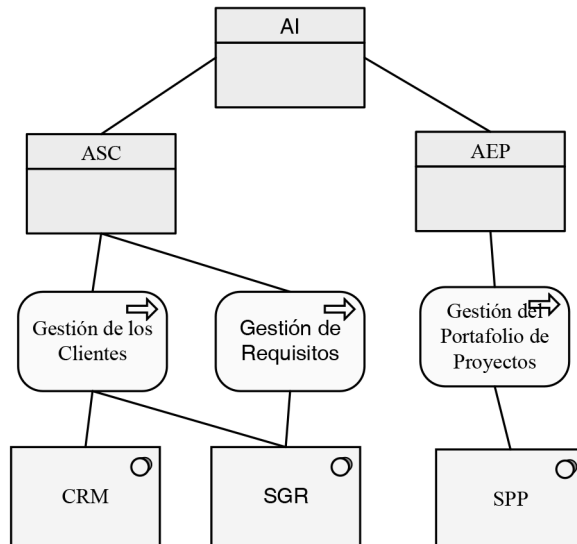 AI
ASC
AEP
Gestión de los
Clientes
Gestión de
Requisitos
Gestión del
Portafolio de
Proyectos
CRM
SGR
SPP